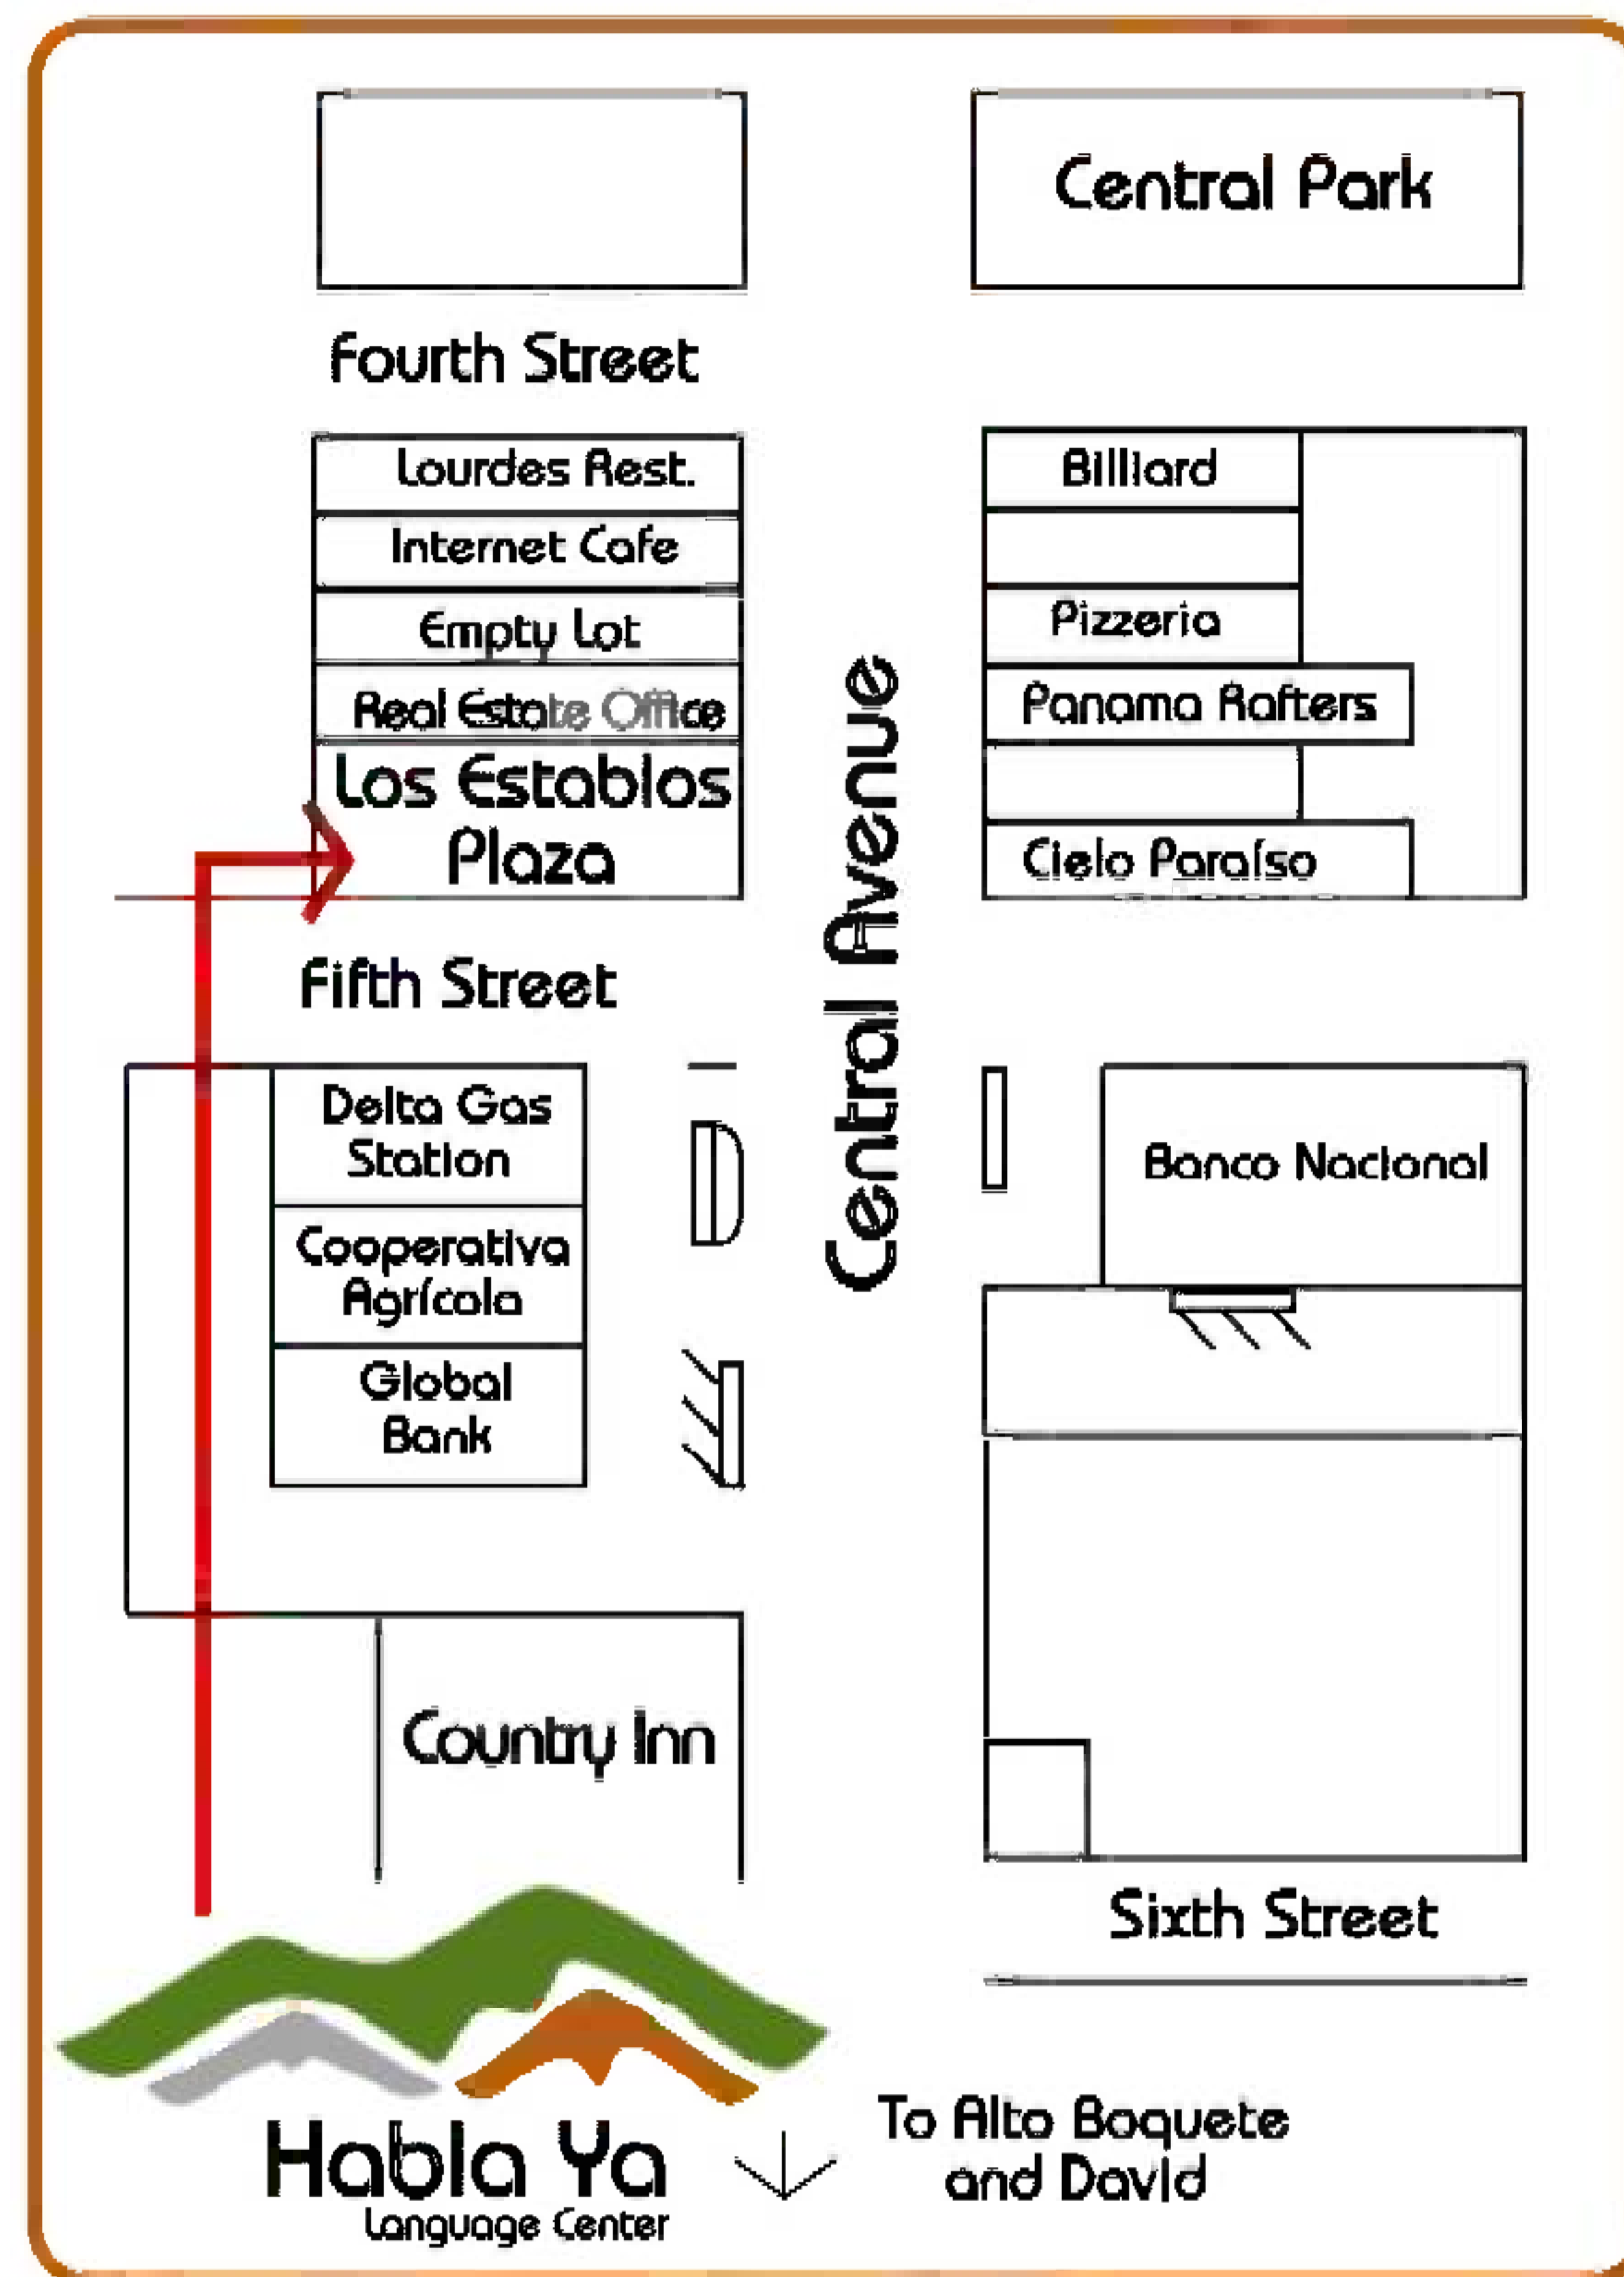 Central Park
Fourth Street
Lourdes Rest.
Internet Cafe
Empty Lot
Real Estate Office
Los Establos
Plaza
Billiard
Pizzeria
Panama Rafters
Cielo Paraíso
Central Avenue
Fifth Street
Delta Gas
Station
Cooperativa
Agrícola
Global
Bank
Banco Nacional
Country Inn
Sixth Street
Habla Ya
Language Center
To Alto Boquete
and David